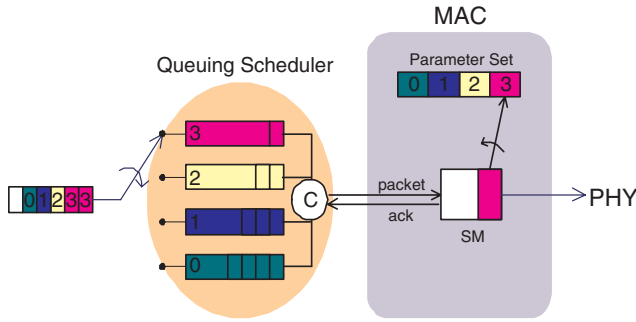 MAC
Parameter Set
0 1 2 3
Queuing Scheduler
3
2
0 1 2 3 3
C
packet
ack
PHY
1
SM
0